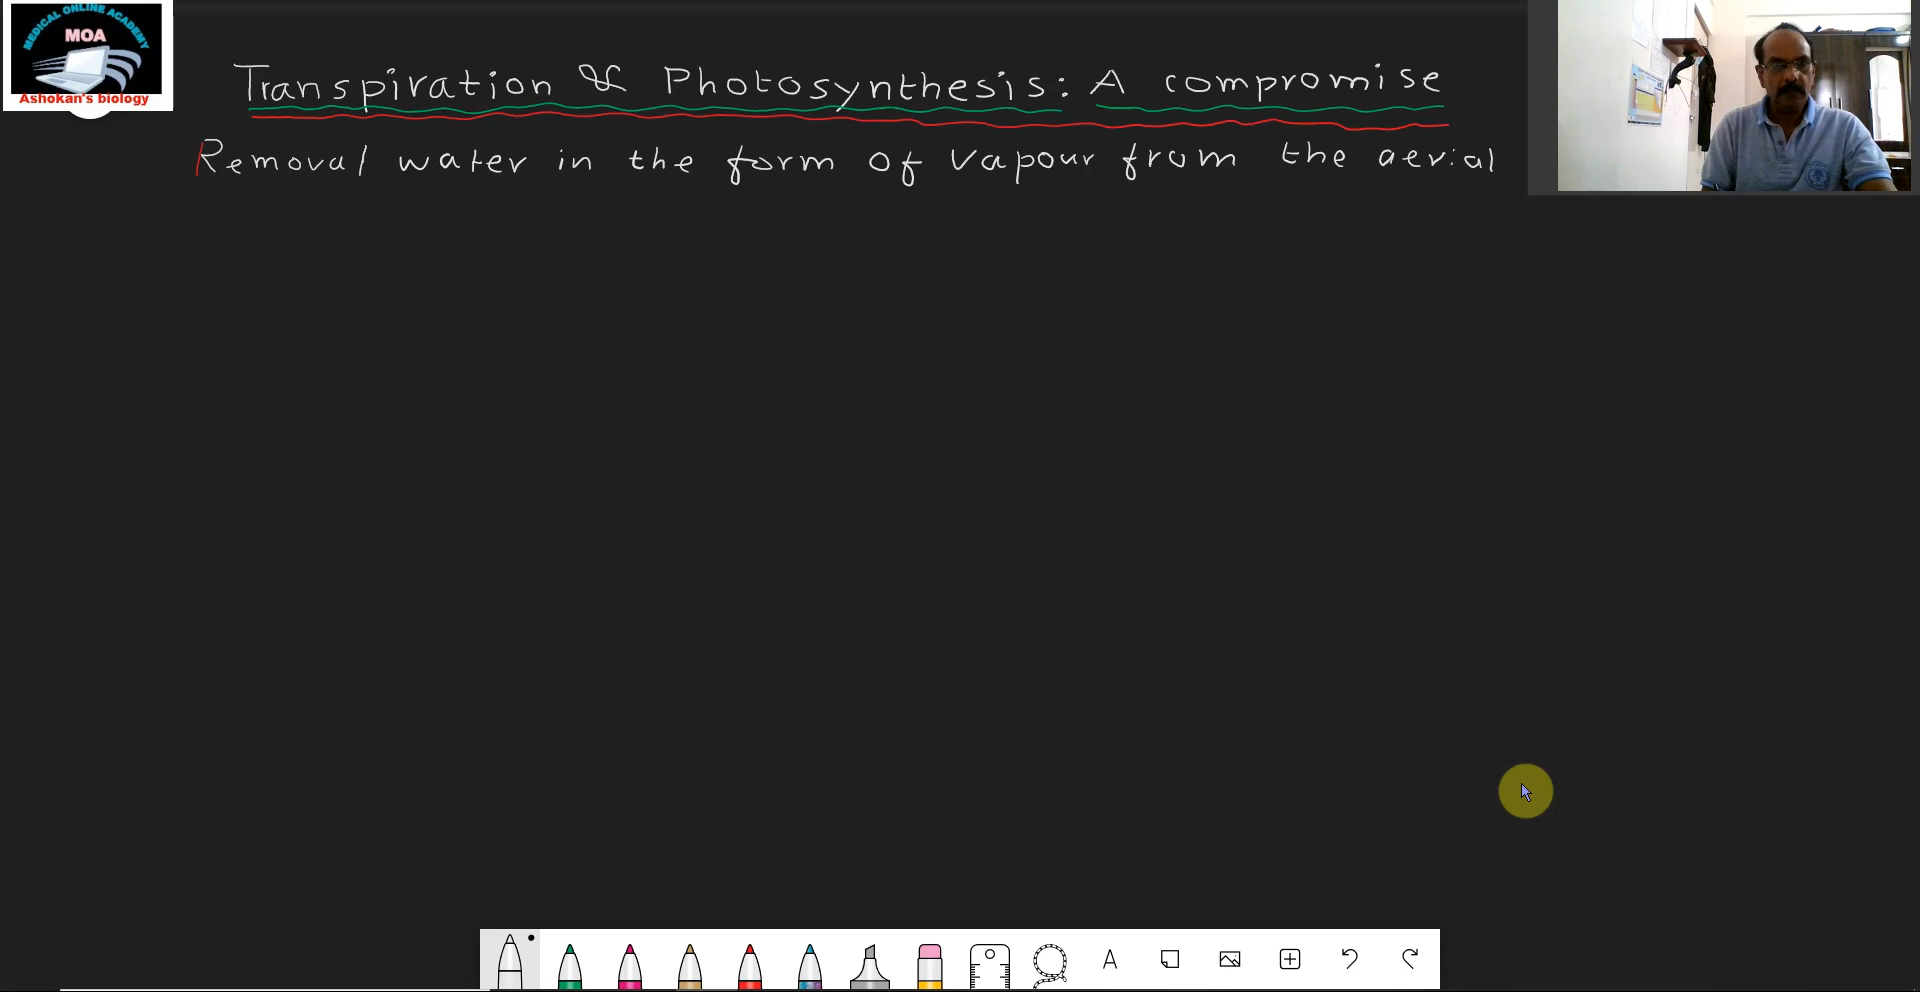 MEDICAL ONLINE ACADEMY
MOA
Ashokan's biology
Transpiration & Photosynthesis: A compromise
Removal water in the form of vapour from the aerial
A